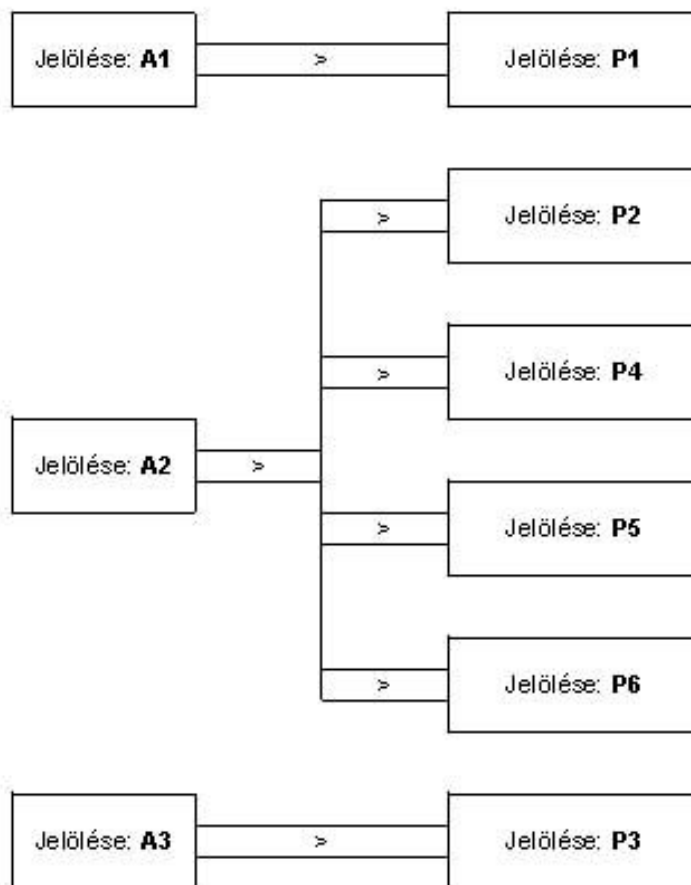 Jelölése: A1
>
Jelölése: P1
>
Jelölése: P2
>
Jelölése: P4
Jelölése: A2
>
>
Jelölése: P5
>
Jelölése: P6
Jelölése: A3
>
Jelölése: P3